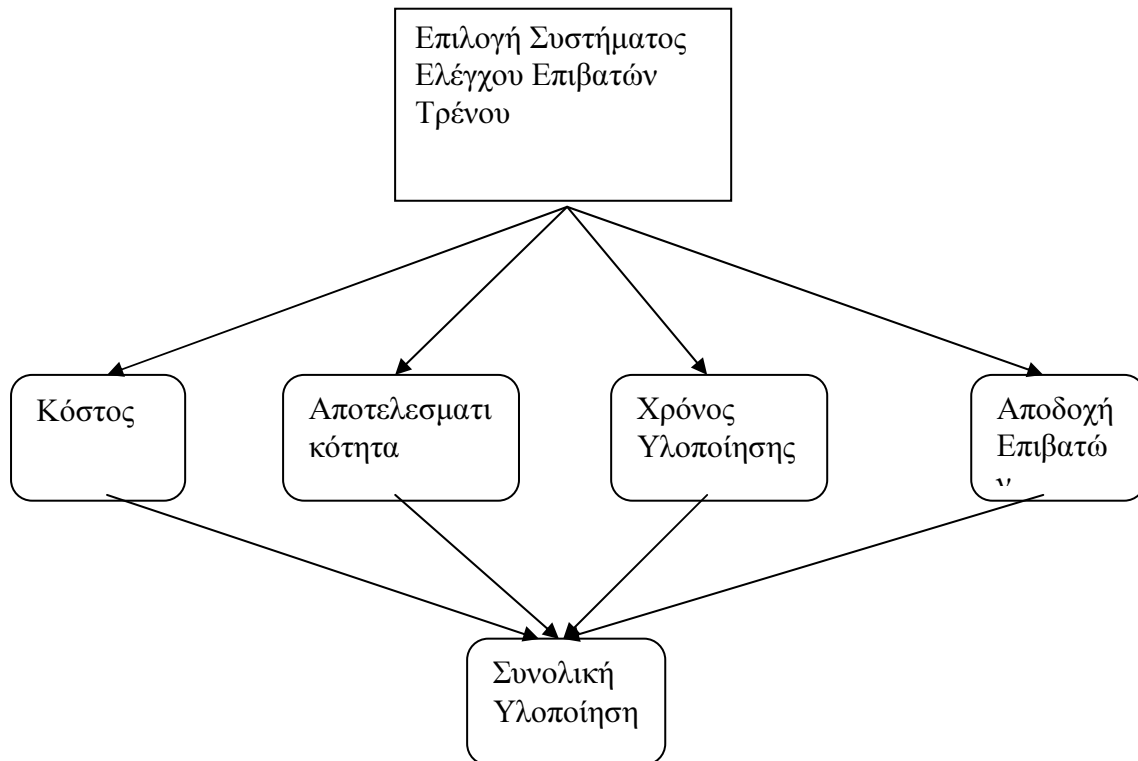 Επιλογή Συστήματος
Ελέγχου Επιβατών
Τρένου
Κόστος
Αποτελεσματι
κότητα
Χρόνος
Υλοποίησης
Αποδοχή
Επιβατώ
ν
Συνολική
Υλοποίηση